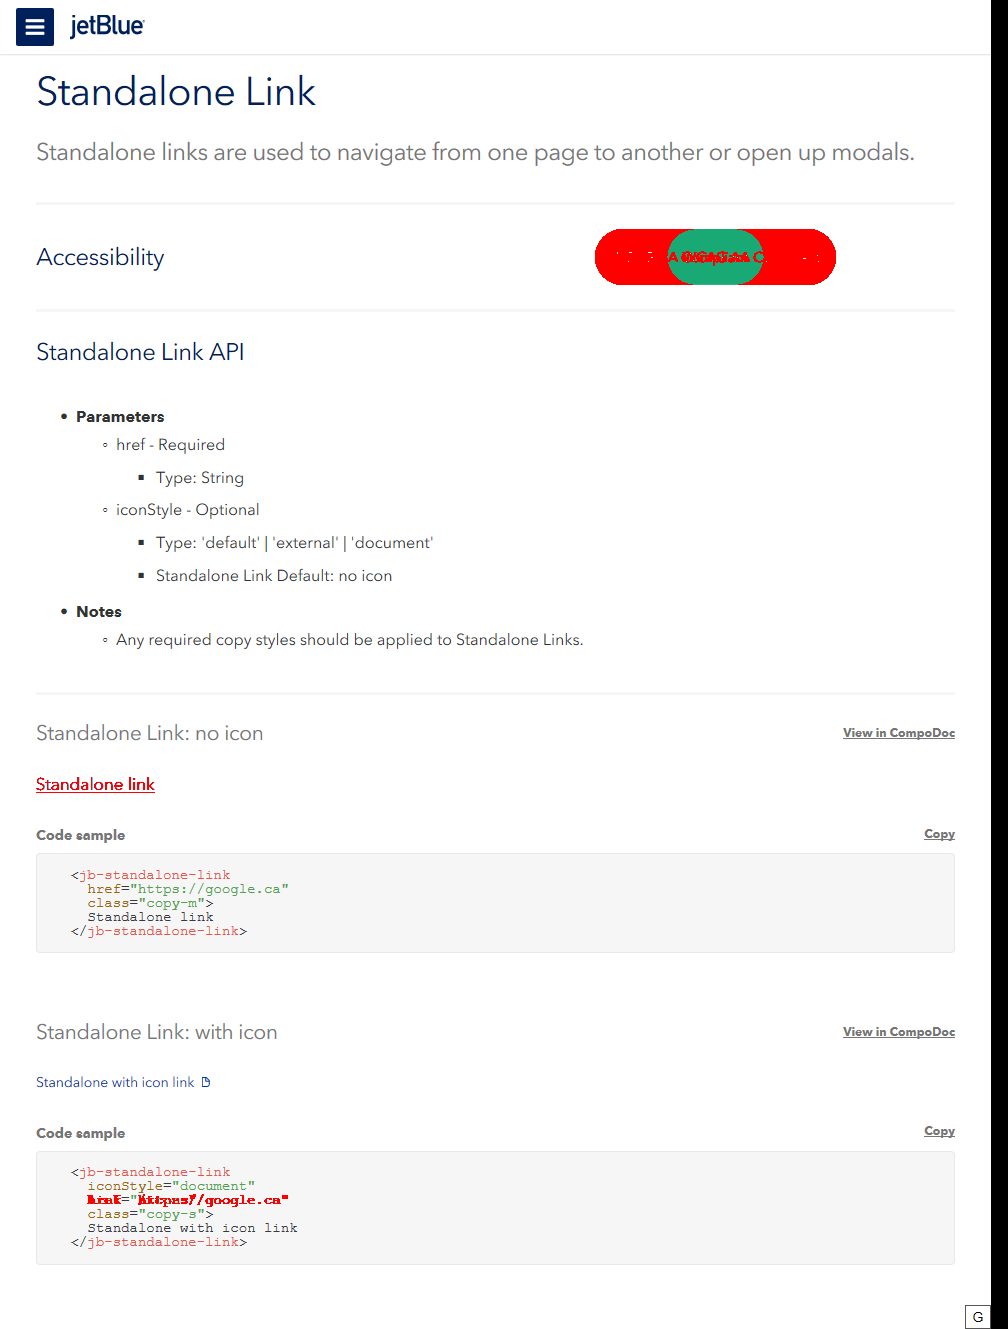 jetBlue
Standalone Link
Standalone links are used to navigate from one page to another or open up modals.
Accessibility
Standalone Link API
• Parameters
◦ href - Required
▪ Type: String
◦ iconStyle - Optional
▪ Type: 'default' | 'external' | 'document'
▪ Standalone Link Default: no icon
• Notes
◦ Any required copy styles should be applied to Standalone Links.
Standalone Link: no icon
View in CompoDoc
Standalone link
Code sample
Copy
<jb-standalone-link
href="https://google.ca"
class="copy-m">
Standalone link
</jb-standalone-link>
Standalone Link: with icon
View in CompoDoc
Standalone with icon link
Code sample
Copy
<jb-standalone-link
iconStyle="document"
//google.ca"
class="copy-s">
Standalone with icon link
</jb-standalone-link>
G